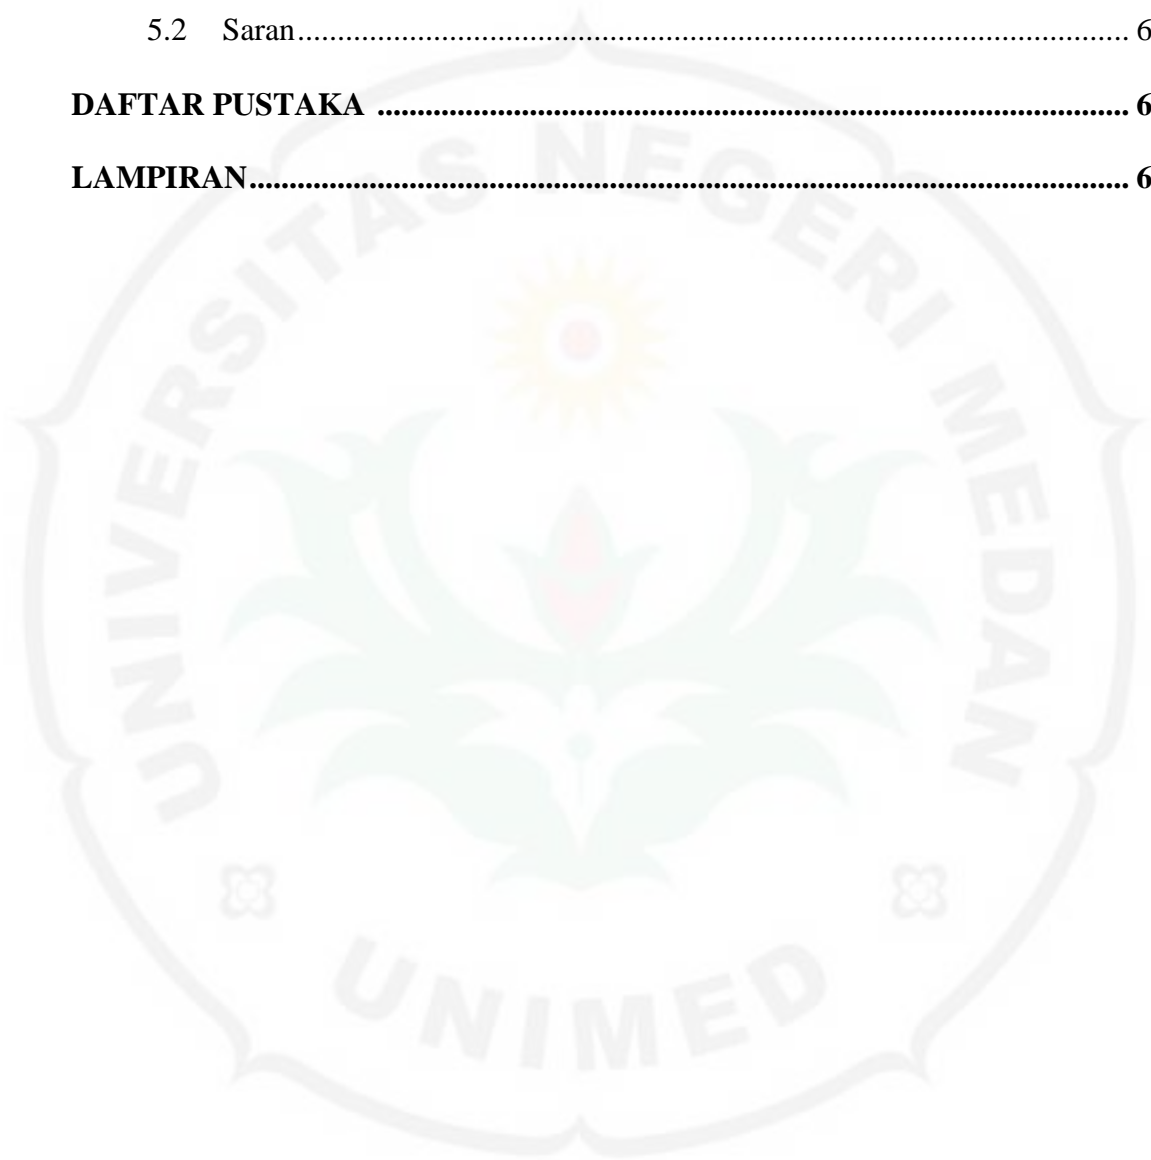 5.2 Saran........................................................................................................ 6
DAFTAR PUSTAKA .............................................................................................. 6
LAMPIRAN.............................................................................................................. 6
UNIVERSITAS NEGERI MEDAN
UNIMED